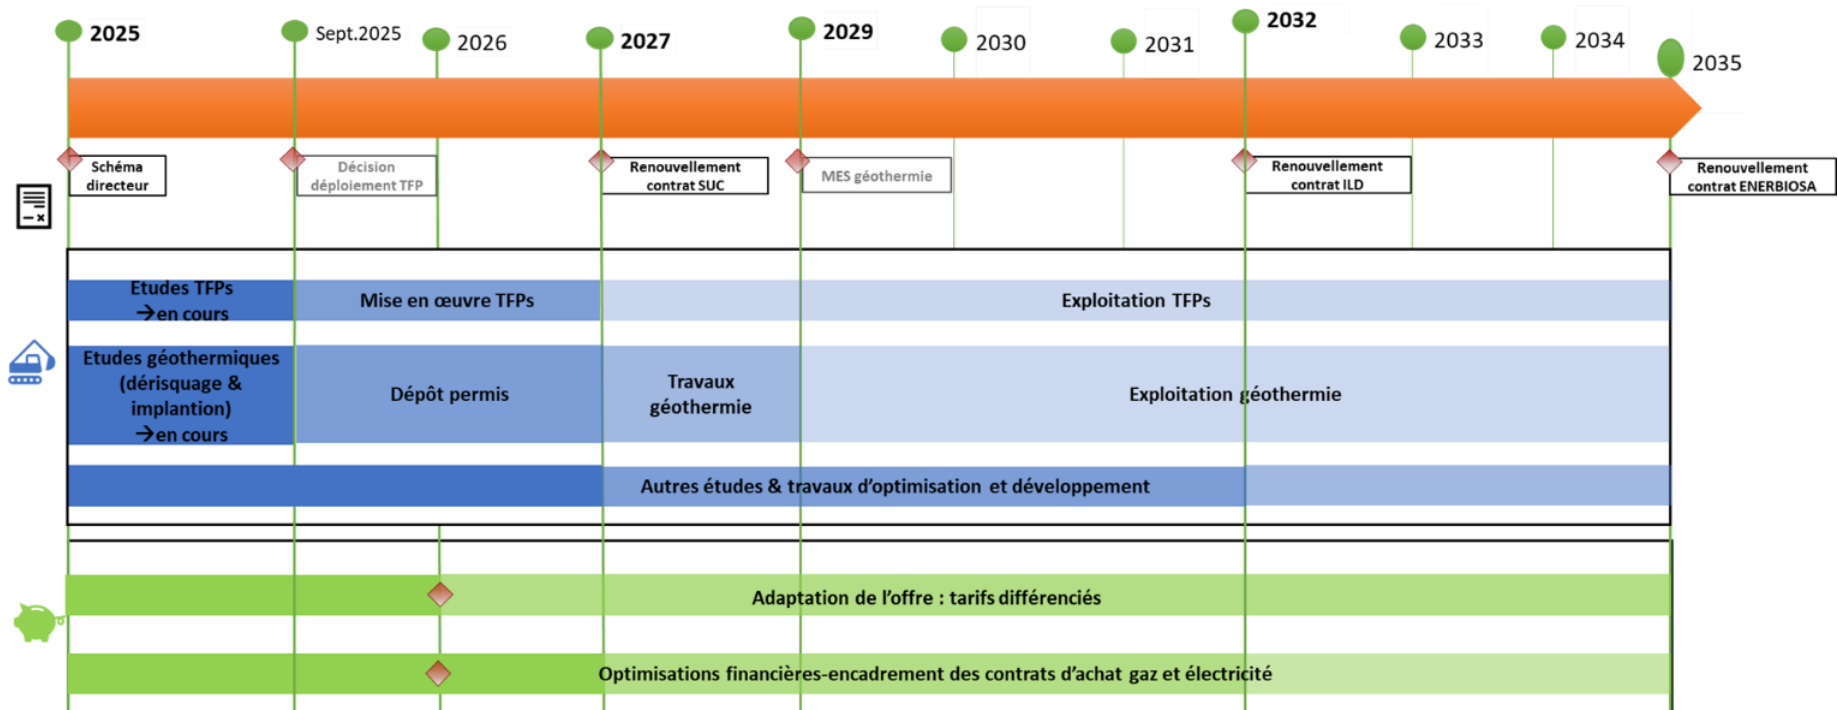 2025
Sept.2025
2026
2027
2029
2030
2031
2032
2033
2034
2035
Schéma
directeur
Décision
déploiement TFP
Renouvellement
contrat SUC
MES géothermie
Renouvellement
contrat ILD
Renouvellement
contrat ENERBIOSA
Etudes TFPs
→en cours
Mise en œuvre TFPs
Exploitation TFPs
Etudes géothermiques
(dérisquage &
implantion)
→en cours
Dépôt permis
Travaux
géothermie
Exploitation géothermie
Autres études & travaux d’optimisation et développement
Adaptation de l’offre : tarifs différenciés
Optimisations financières-encadrement des contrats d’achat gaz et électricité